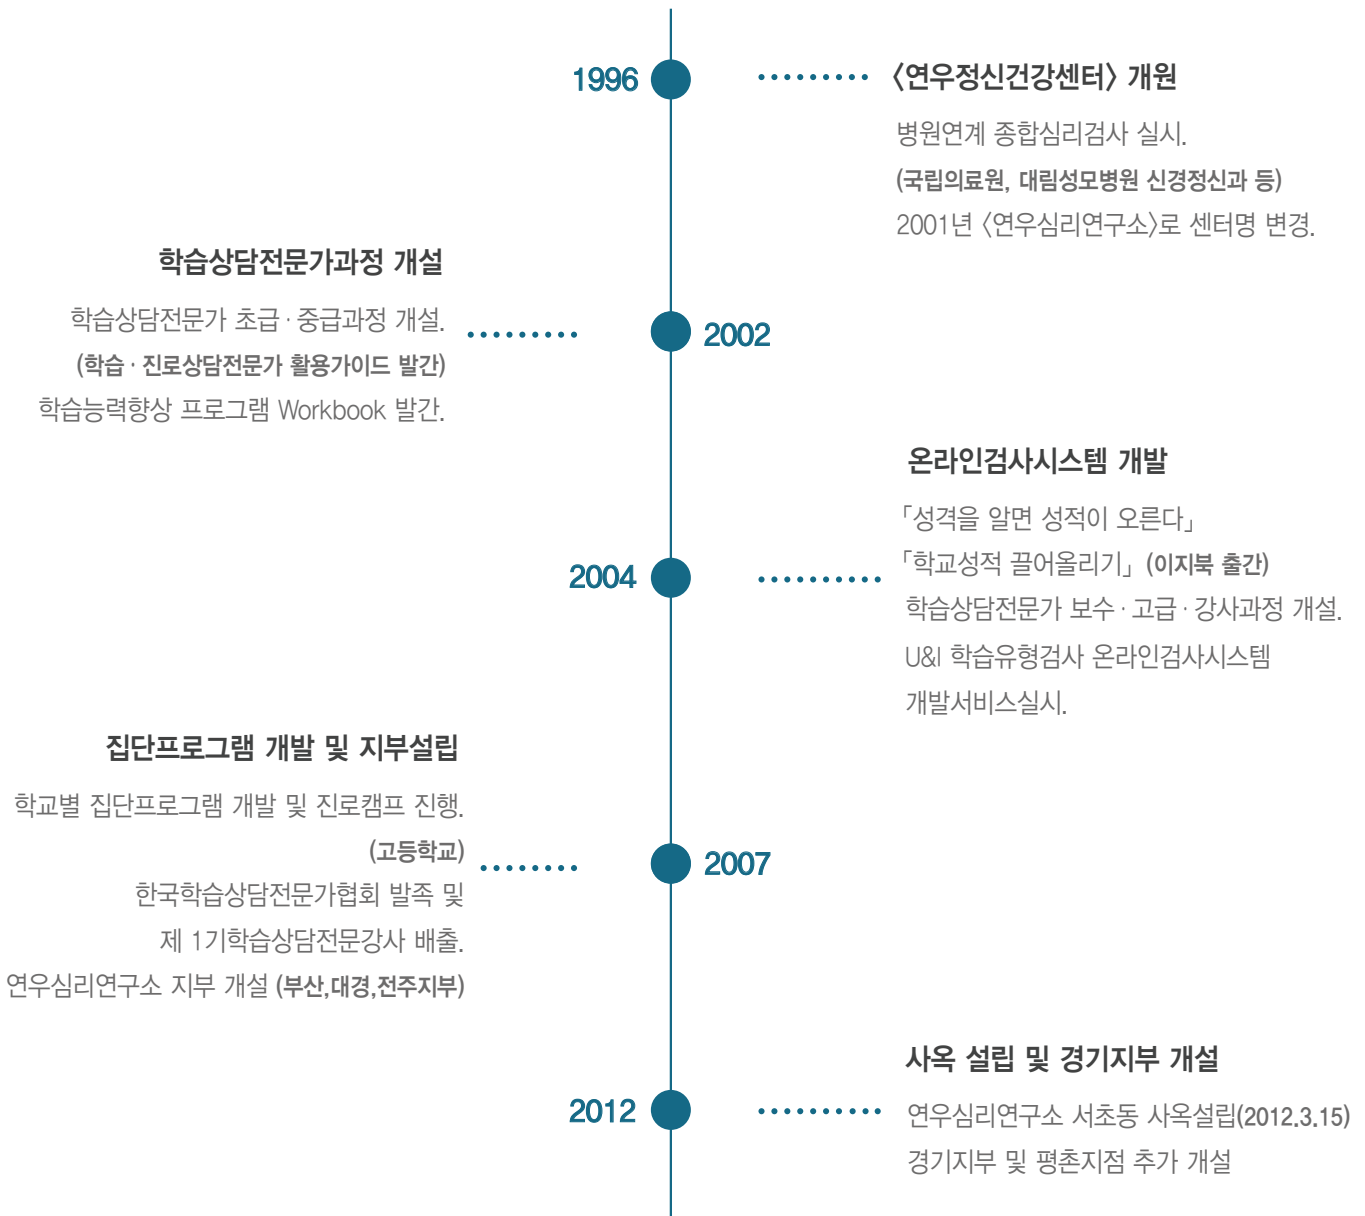 1996
〈연우정신건강센터〉 개원
병원연계 종합심리검사 실시.
(국립의료원, 대림성모병원 신경정신과 등)
2001년 〈연우심리연구소〉로 센터명 변경.
2002
학습상담전문가과정 개설
학습상담전문가 초급·중급과정 개설.
(학습·진로상담전문가 활용가이드 발간)
학습능력향상 프로그램 Workbook 발간.
2004
온라인검사시스템 개발
「성격을 알면 성적이 오른다」
「학교성적 끌어올리기」 (이지북 출간)
학습상담전문가 보수·고급·강사과정 개설.
U&I 학습유형검사 온라인검사시스템
개발서비스실시.
2007
집단프로그램 개발 및 지부설립
학교별 집단프로그램 개발 및 진로캠프 진행.
(고등학교)
한국학습상담전문가협회 발족 및
제 1기학습상담전문강사 배출.
연우심리연구소 지부 개설 (부산,대경,전주지부)
2012
사옥 설립 및 경기지부 개설
연우심리연구소 서초동 사옥설립(2012.3.15)
경기지부 및 평촌지점 추가 개설